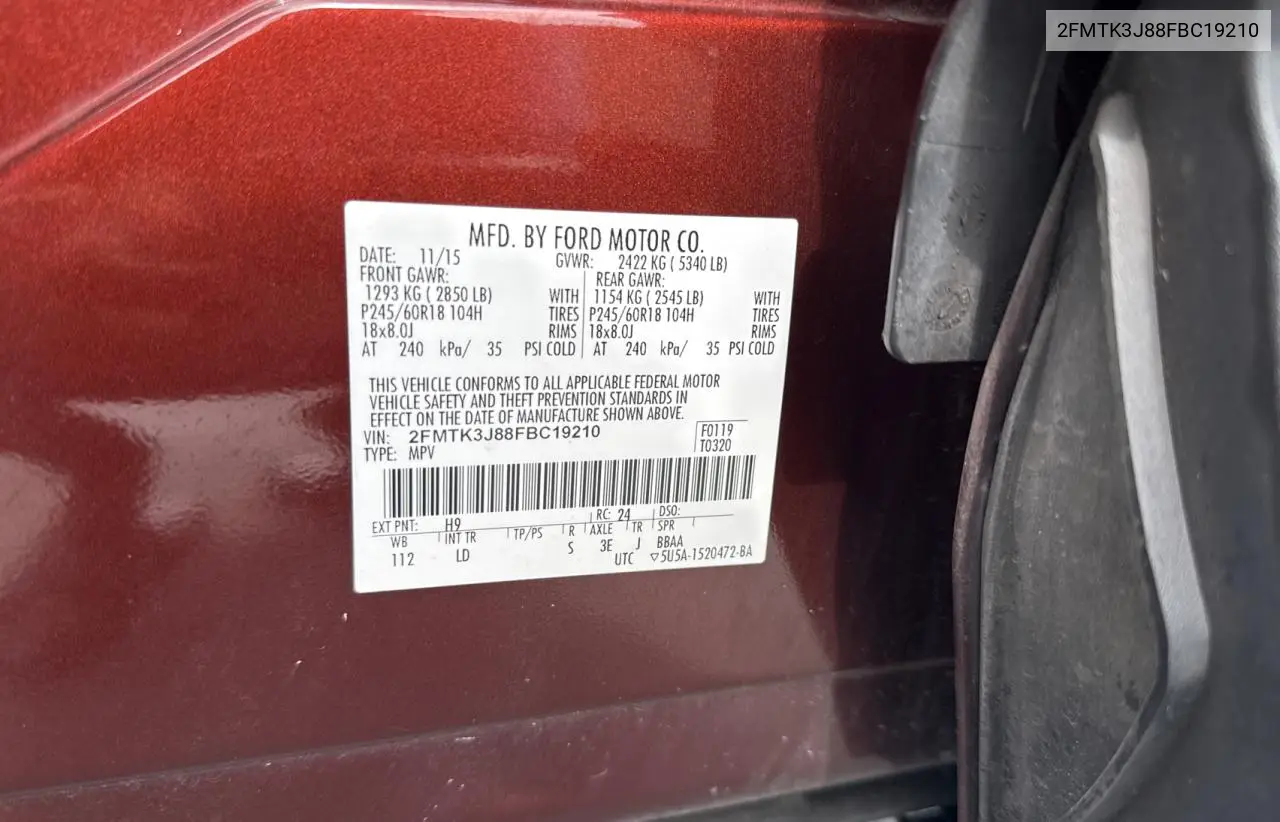 2FMTK3J88FBC19210
MFD. BY FORD MOTOR CO.
DATE: 11/15 GVWR: 2422 KG ( 5340 LB)
FRONT GAWR: REAR GAWR:
1293 KG ( 2850 LB) WITH 1154 KG ( 2545 LB) WITH
P245/60R18 104H TIRES P245/60R18 104H TIRES
18x8.0J RIMS 18x8.0J RIMS
AT 240 kPa/ 35 PSI COLD AT 240 kPa/ 35 PSI COLD
THIS VEHICLE CONFORMS TO ALL APPLICABLE FEDERAL MOTOR
VEHICLE SAFETY AND THEFT PREVENTION STANDARDS IN
EFFECT ON THE DATE OF MANUFACTURE SHOWN ABOVE.
VIN: 2FMTK3J88FBC19210 F0119
TYPE: MPV T0320
EXT PNT: H9 RC: 24 DSO:
WB INT TR TP/PS R AXLE TR SPR
112 LD S 3E J BBAA
UTC ▽5U5A-1520472-BA